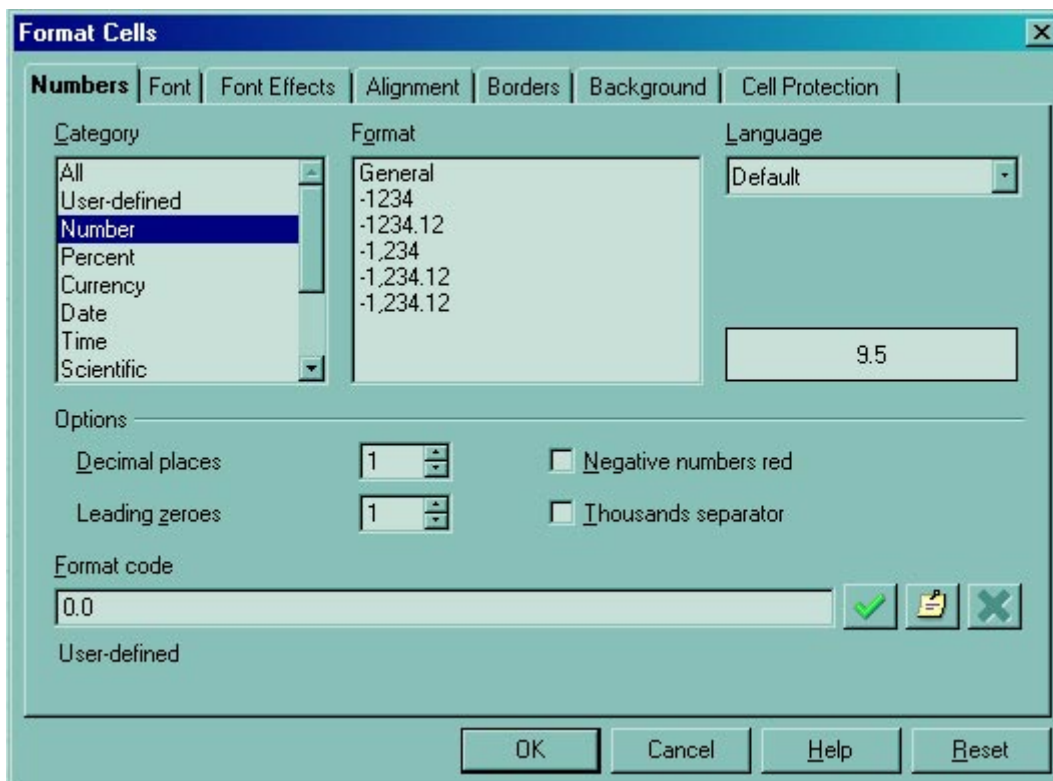 Format Cells
Numbers Font Font Effects Alignment Borders Background Cell Protection
Category
All
User-defined
Number
Percent
Currency
Date
Time
Scientific
Format
General
-1234
-1234.12
-1,234
-1,234.12
-1,234.12
Language
Default
9.5
Options
Decimal places 1
Negative numbers red
Leading zeroes 1
Thousands separator
Format code
0.0
User-defined
OK Cancel Help Reset